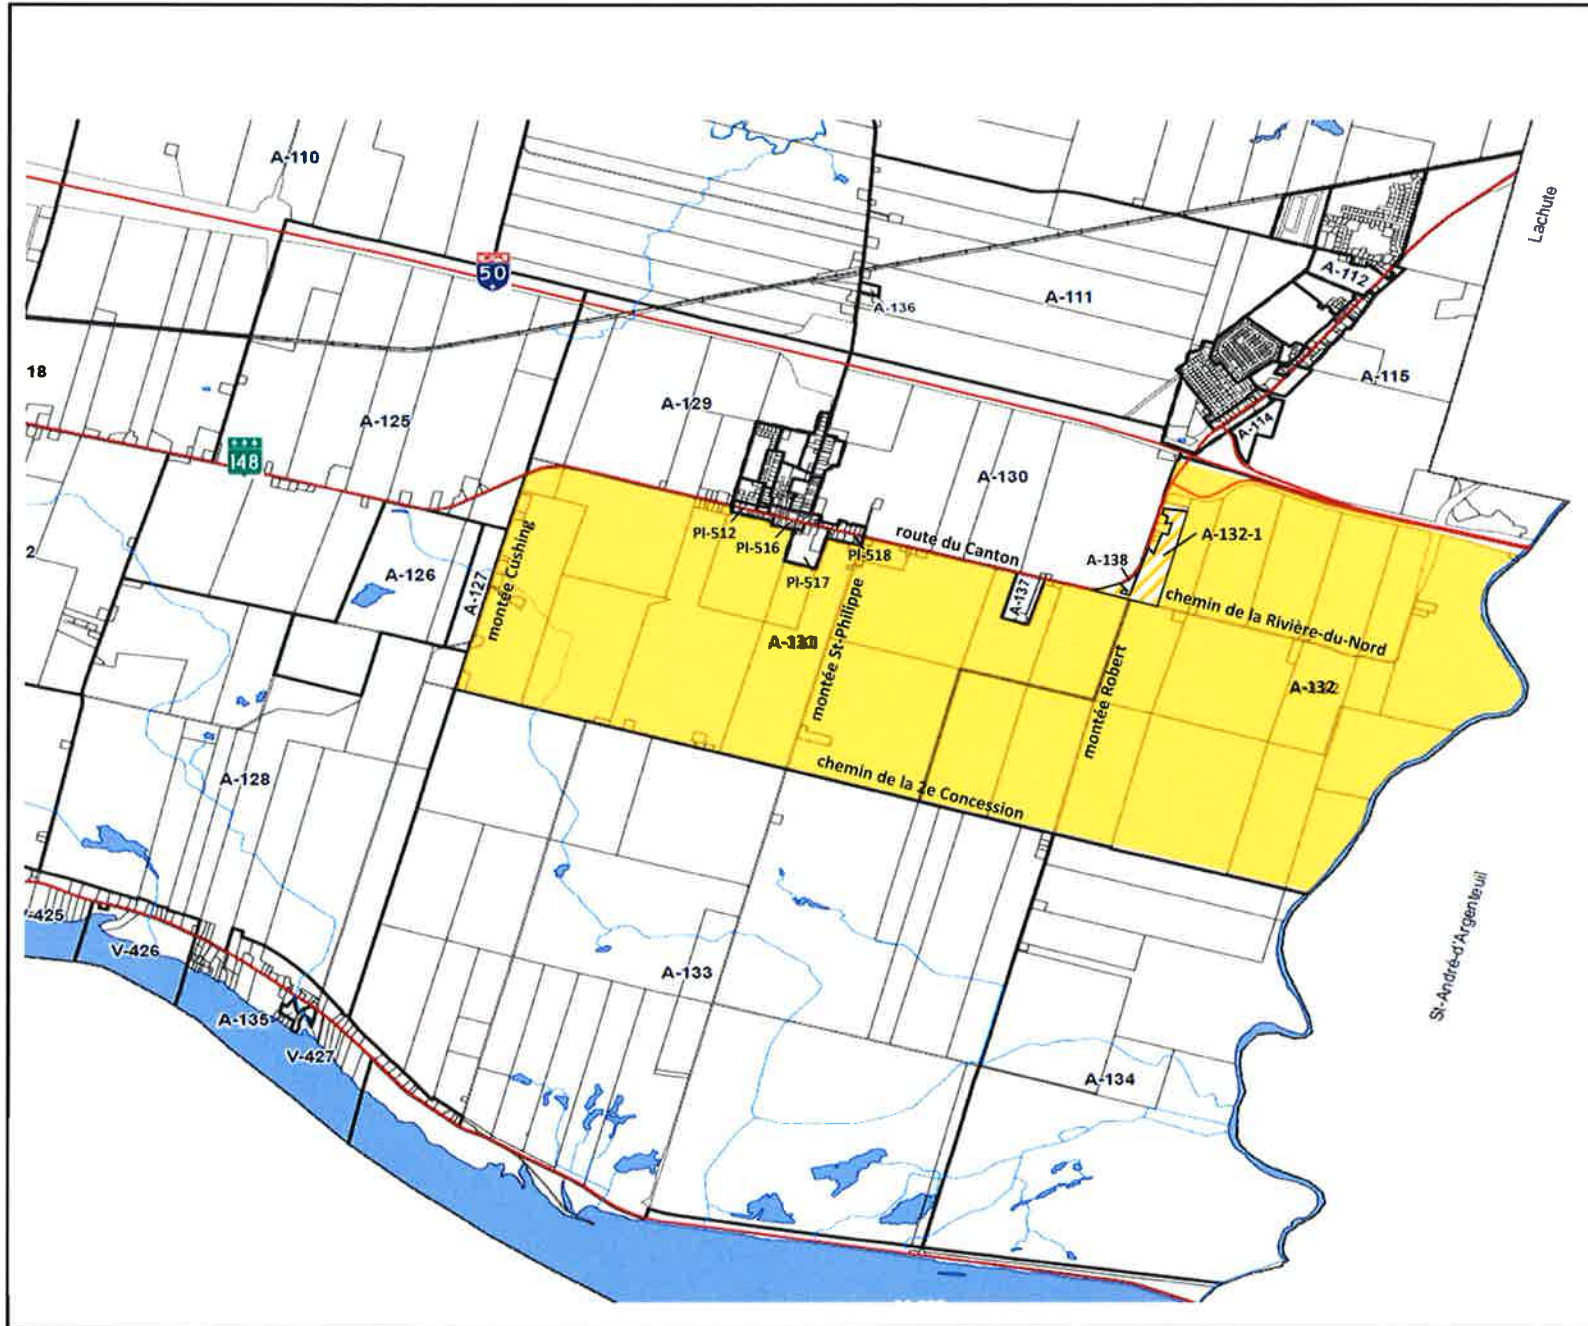 A-110
Lachute
50
A-112
A-111
A-136
18
A-115
A-129
A-125
A-114
148
A-130
route du Canton
PI-512
PI-516
PI-518
A-132-1
A-138
2
A-126
A-127
montée Cushing
PI-517
A-137
chemin de la Rivière-du-Nord
montée St-Philippe
montée Robert
A-132
A-128
chemin de la 2e Concession
-425
V-426
A-133
St-André-d'Argenteuil
A-135
V-427
A-134